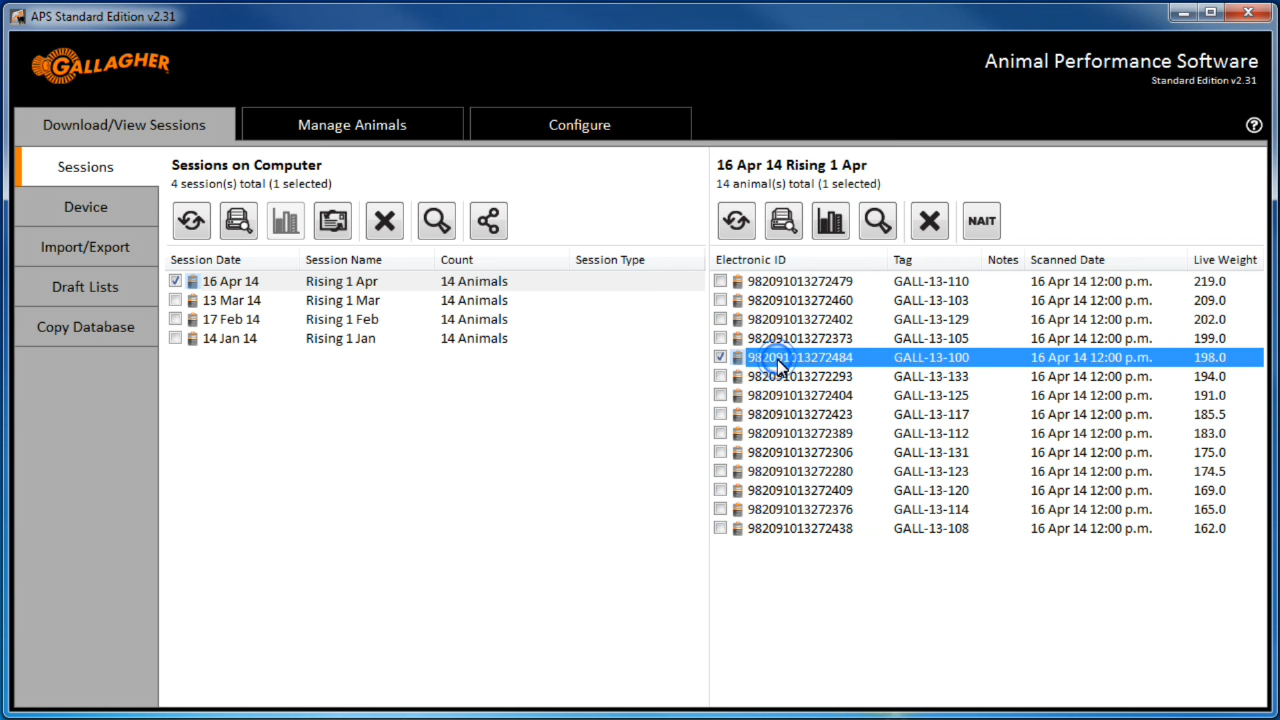 APS Standard Edition v2.31
GALLAGHER
Animal Performance Software
Standard Edition v2.31
Download/View Sessions Manage Animals Configure
Sessions
Device
Import/Export
Draft Lists
Copy Database
Sessions on Computer
4 session(s) total (1 selected)
Session Date Session Name Count Session Type
16 Apr 14 Rising 1 Apr 14 Animals
13 Mar 14 Rising 1 Mar 14 Animals
17 Feb 14 Rising 1 Feb 14 Animals
14 Jan 14 Rising 1 Jan 14 Animals
16 Apr 14 Rising 1 Apr
14 animal(s) total (1 selected)
NAIT
Electronic ID Tag Notes Scanned Date Live Weight
982091013272479 GALL-13-110 16 Apr 14 12:00 p.m. 219.0
982091013272460 GALL-13-103 16 Apr 14 12:00 p.m. 209.0
982091013272402 GALL-13-129 16 Apr 14 12:00 p.m. 202.0
982091013272373 GALL-13-105 16 Apr 14 12:00 p.m. 199.0
982091013272484 GALL-13-100 16 Apr 14 12:00 p.m. 198.0
982091013272293 GALL-13-133 16 Apr 14 12:00 p.m. 194.0
982091013272404 GALL-13-125 16 Apr 14 12:00 p.m. 191.0
982091013272423 GALL-13-117 16 Apr 14 12:00 p.m. 185.5
982091013272389 GALL-13-112 16 Apr 14 12:00 p.m. 183.0
982091013272306 GALL-13-131 16 Apr 14 12:00 p.m. 175.0
982091013272280 GALL-13-123 16 Apr 14 12:00 p.m. 174.5
982091013272409 GALL-13-120 16 Apr 14 12:00 p.m. 169.0
982091013272376 GALL-13-114 16 Apr 14 12:00 p.m. 165.0
982091013272438 GALL-13-108 16 Apr 14 12:00 p.m. 162.0